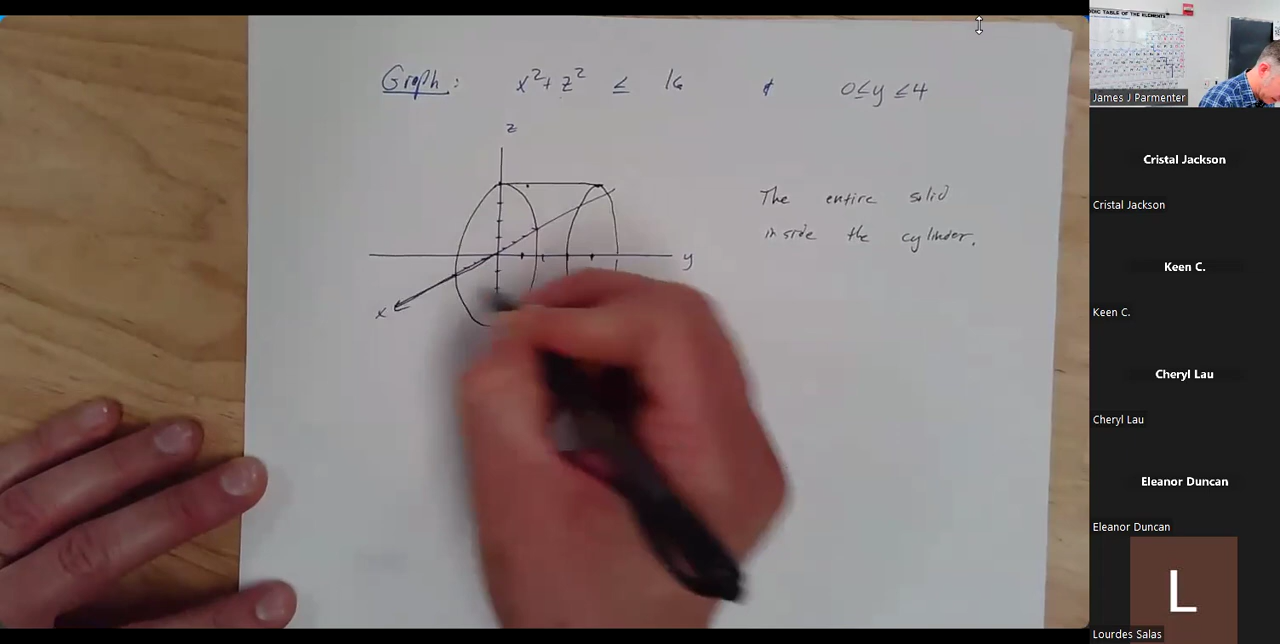 Graph: x²+ z² ≤ 16 & 0≤y ≤4
z
The entire solid
inside the cylinder.
y
x
DIC TABLE OF THE ELEMENTS
James J Parmenter
Cristal Jackson
Cristal Jackson
Keen C.
Keen C.
Cheryl Lau
Cheryl Lau
Eleanor Duncan
Eleanor Duncan
L
Lourdes Salas